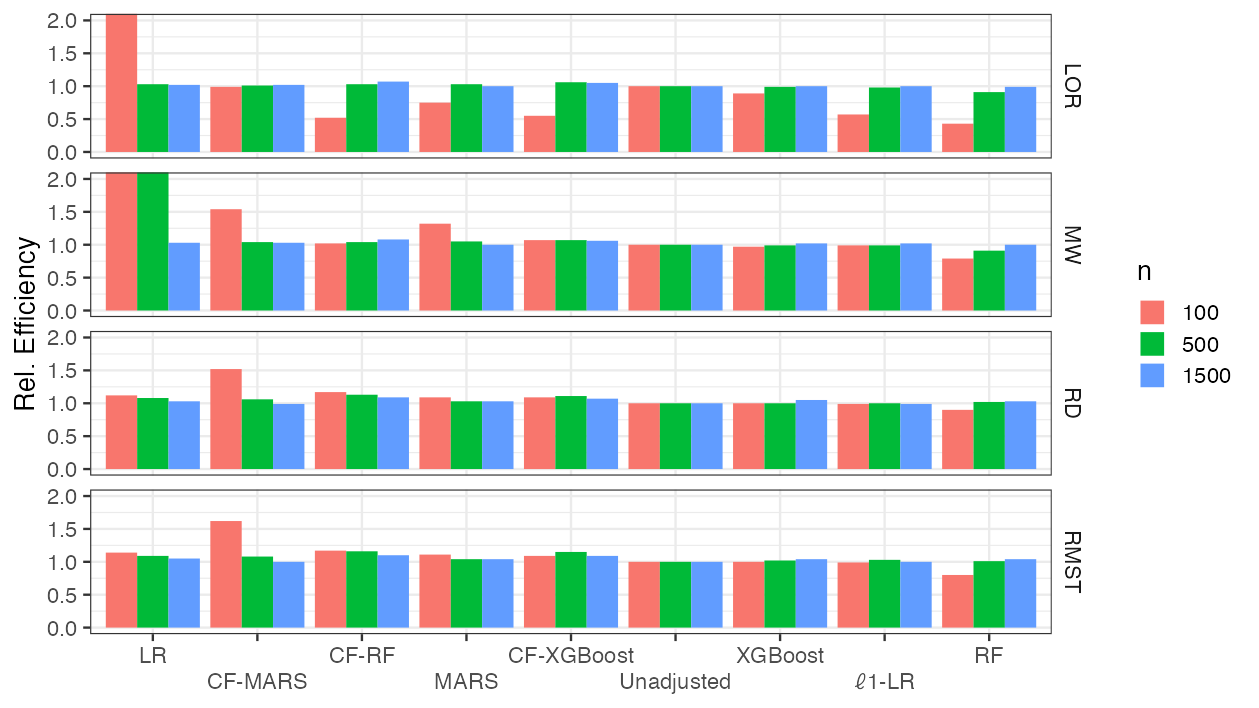 Rel. Efficiency
2.0
1.5
1.0
0.5
0.0
LOR
2.0
1.5
1.0
0.5
0.0
MW
2.0
1.5
1.0
0.5
0.0
RD
2.0
1.5
1.0
0.5
0.0
RMST
LR
CF-MARS
CF-RF
MARS
CF-XGBoost
Unadjusted
XGBoost
ℓ1-LR
RF
n
100
500
1500